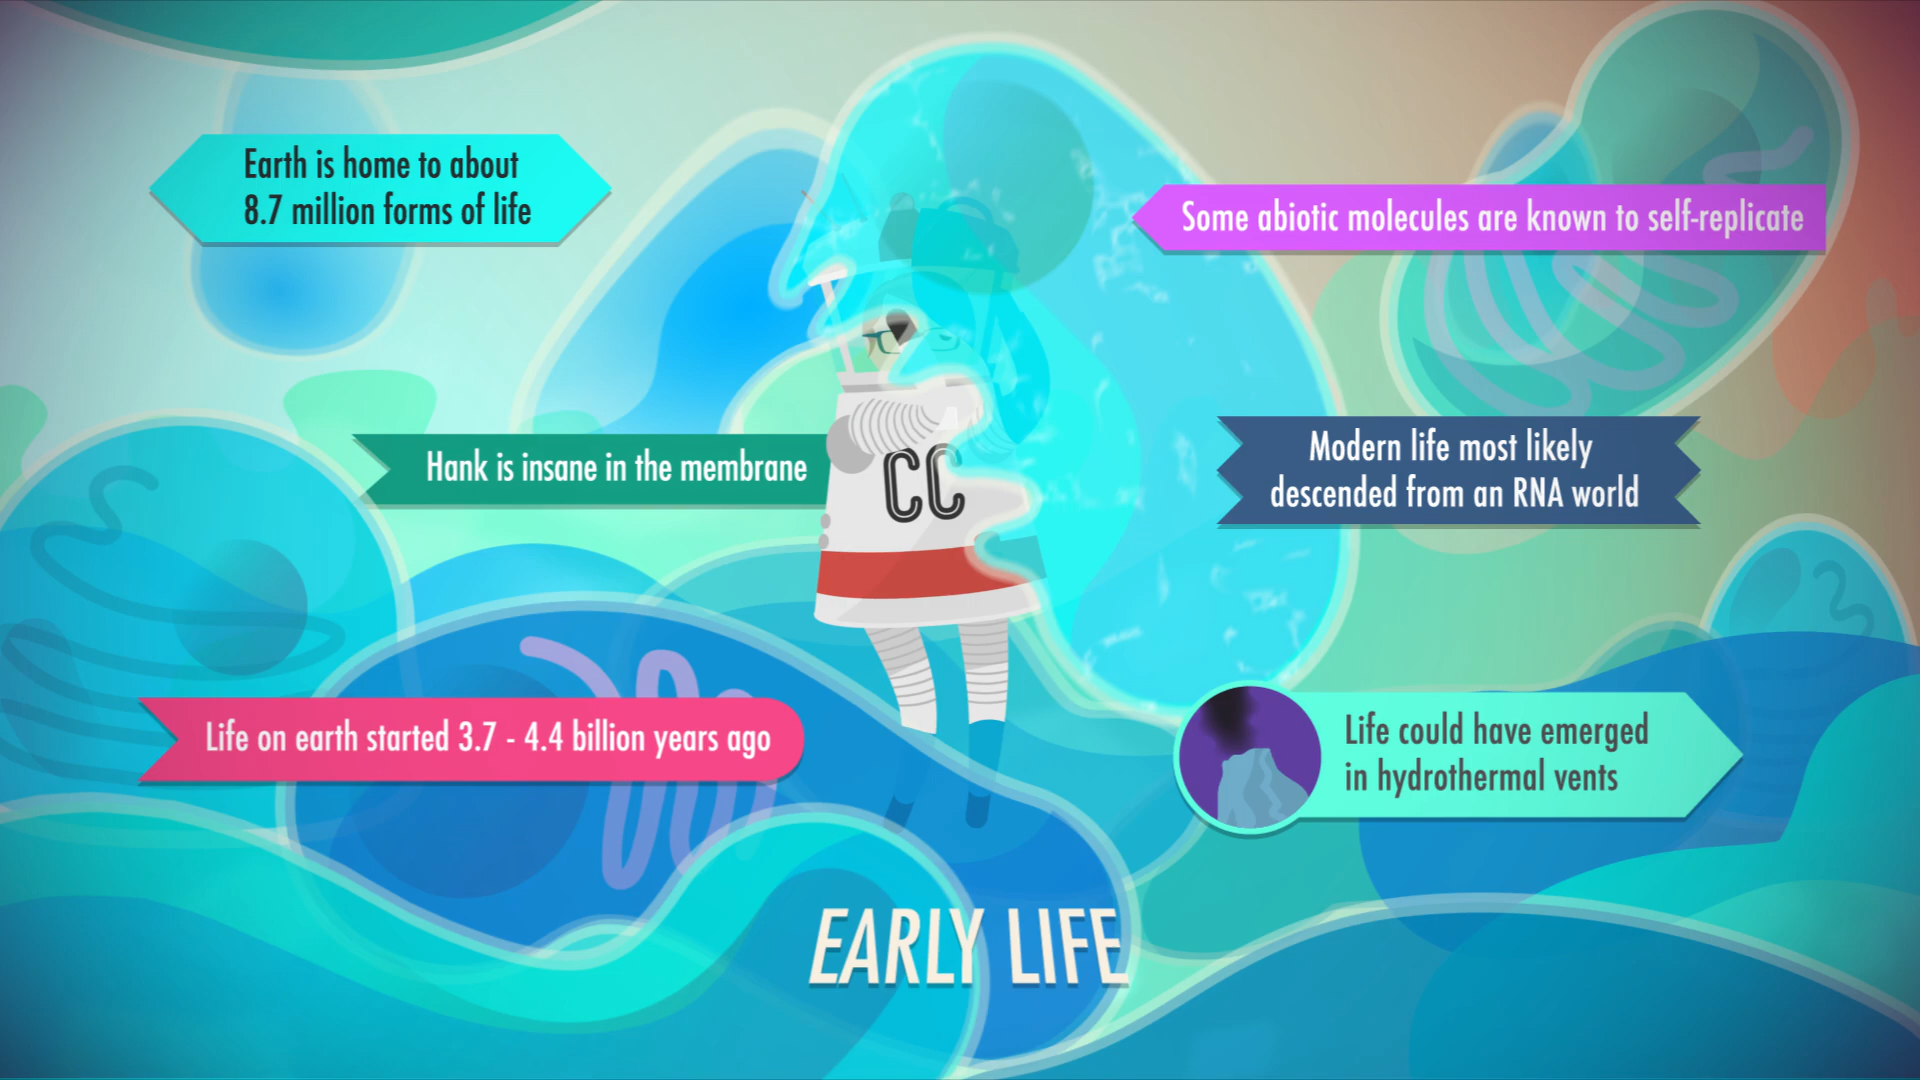 Earth is home to about
8.7 million forms of life
Some abiotic molecules are known to self-replicate
Hank is insane in the membrane
CC
Modern life most likely
descended from an RNA world
Life on earth started 3.7 - 4.4 billion years ago
Life could have emerged
in hydrothermal vents
EARLY LIFE